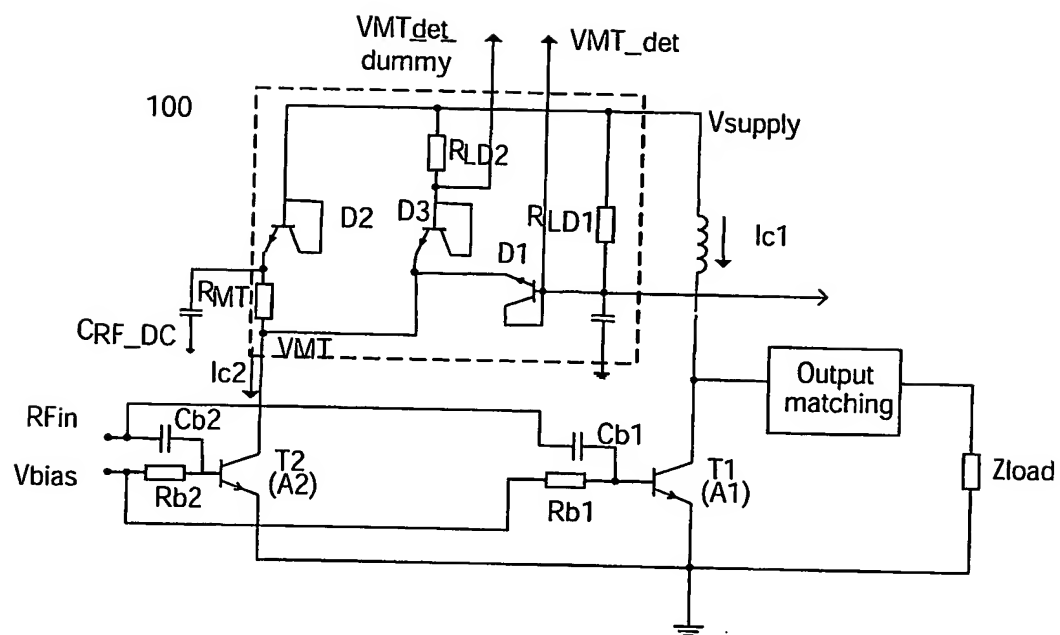 VMTdet_
dummy
VMT_det
100
Vsupply
RLD2
D2
D3
RLD1
D1
Ic1
RMT
CRF_DC
VMT
Ic2
Output
matching
RFin
Cb2
Cb1
Vbias
T2
(A2)
T1
(A1)
Zload
Rb2
Rb1